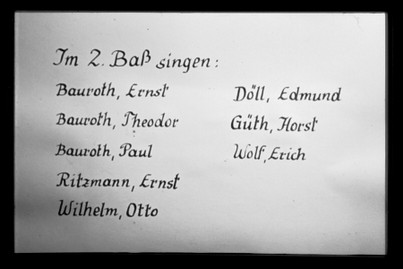 Im 2. Baß singen:
Bauroth, Ernst
Bauroth, Theodor
Bauroth, Paul
Ritzmann, Ernst
Wilhelm, Otto
Döll, Edmund
Güth, Horst
Wolf, Erich